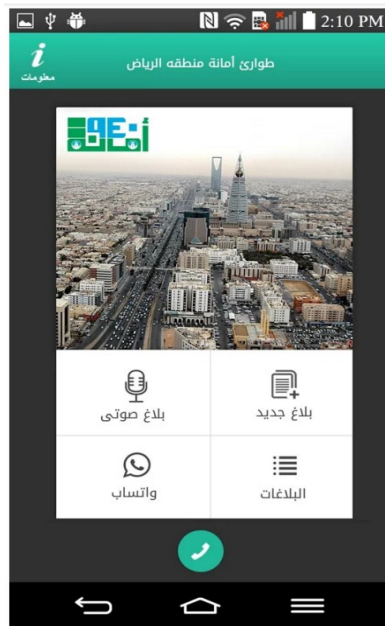 2:10 PM
طوارئ أمانة منطقه الرياض
معلومات
بلاغ جديد
بلاغ صوتى
البلاغات
واتساب